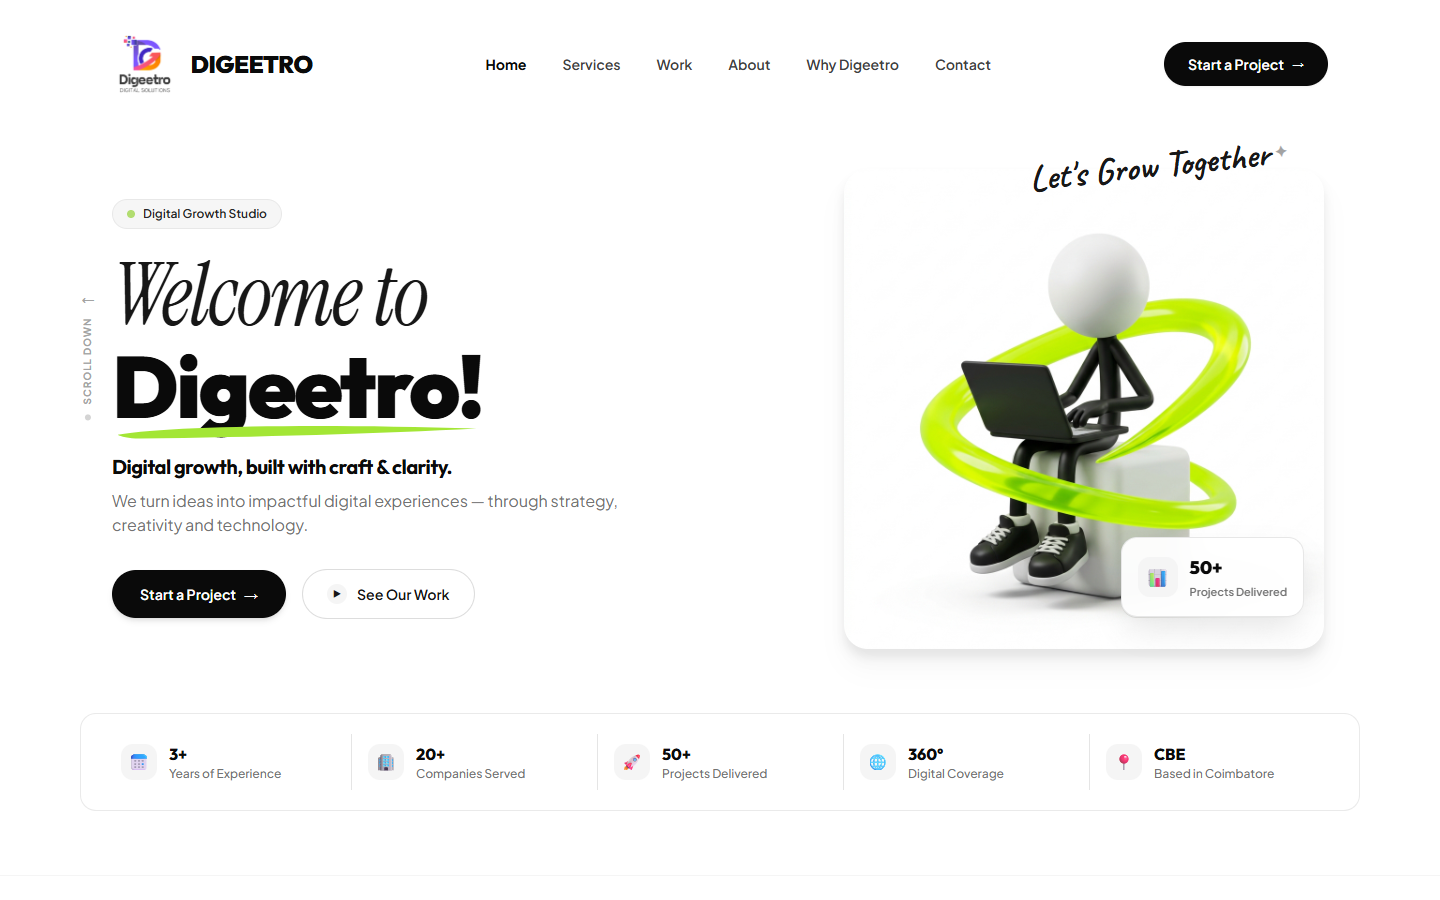 Digeetro
DIGITAL SOLUTIONS
DIGEETRO
Home
Services
Work
About
Why Digeetro
Contact
Start a Project →
Let's Grow Together
Digital Growth Studio
Welcome to
Digeetro!
SCROLL DOWN
Digital growth, built with craft & clarity.
We turn ideas into impactful digital experiences — through strategy,
creativity and technology.
Start a Project →
See Our Work
50+
Projects Delivered
3+
Years of Experience
20+
Companies Served
50+
Projects Delivered
360°
Digital Coverage
CBE
Based in Coimbatore